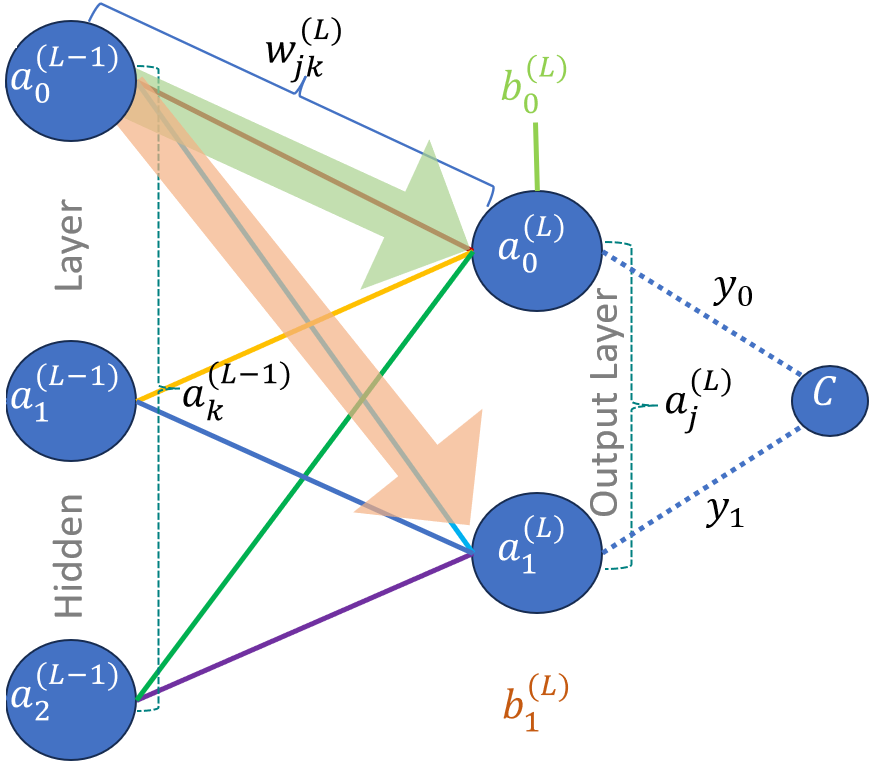 a_0^{(L-1)}
w_{jk}^{(L)}
b_0^{(L)}
Layer
a_0^{(L)}
y_0
a_1^{(L-1)}
a_k^{(L-1)}
Output Layer
a_j^{(L)}
C
Hidden
a_1^{(L)}
y_1
a_2^{(L-1)}
b_1^{(L)}